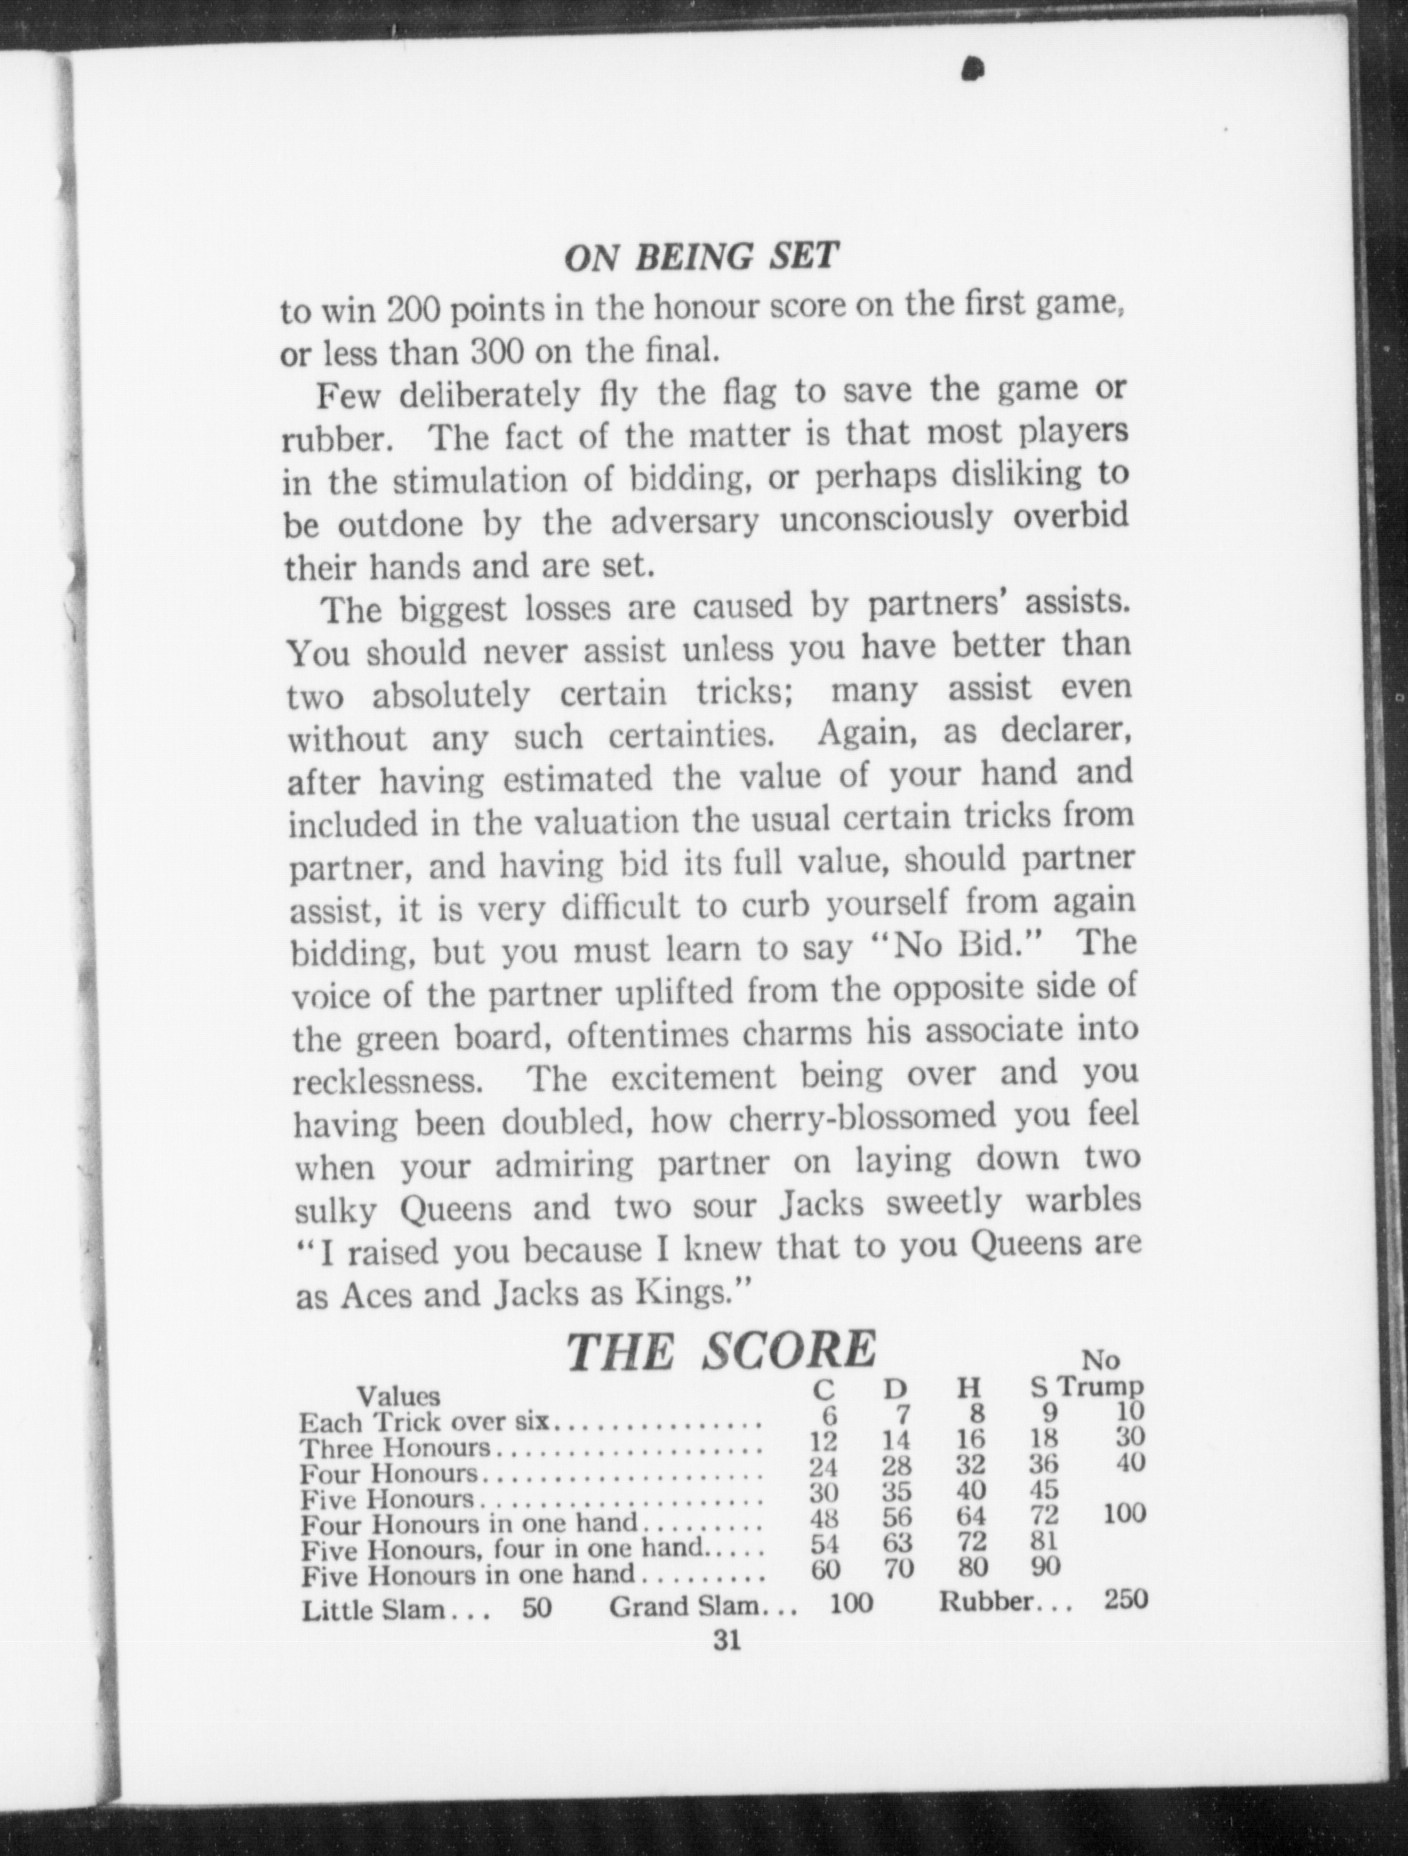 ON BEING SET
to win 200 points in the honour score on the first game,
or less than 300 on the final.
Few deliberately fly the flag to save the game or
rubber. The fact of the matter is that most players
in the stimulation of bidding, or perhaps disliking to
be outdone by the adversary unconsciously overbid
their hands and are set.
The biggest losses are caused by partners' assists.
You should never assist unless you have better than
two absolutely certain tricks; many assist even
without any such certainties. Again, as declarer,
after having estimated the value of your hand and
included in the valuation the usual certain tricks from
partner, and having bid its full value, should partner
assist, it is very difficult to curb yourself from again
bidding, but you must learn to say "No Bid." The
voice of the partner uplifted from the opposite side of
the green board, oftentimes charms his associate into
recklessness. The excitement being over and you
having been doubled, how cherry-blossomed you feel
when your admiring partner on laying down two
sulky Queens and two sour Jacks sweetly warbles
"I raised you because I knew that to you Queens are
as Aces and Jacks as Kings."
THE SCORE
No
Values C D H S Trump
Each Trick over six............... 6 7 8 9 10
Three Honours................... 12 14 16 18 30
Four Honours.................... 24 28 32 36 40
Five Honours.................... 30 35 40 45
Four Honours in one hand......... 48 56 64 72 100
Five Honours, four in one hand..... 54 63 72 81
Five Honours in one hand......... 60 70 80 90
Little Slam... 50 Grand Slam... 100 Rubber... 250
31